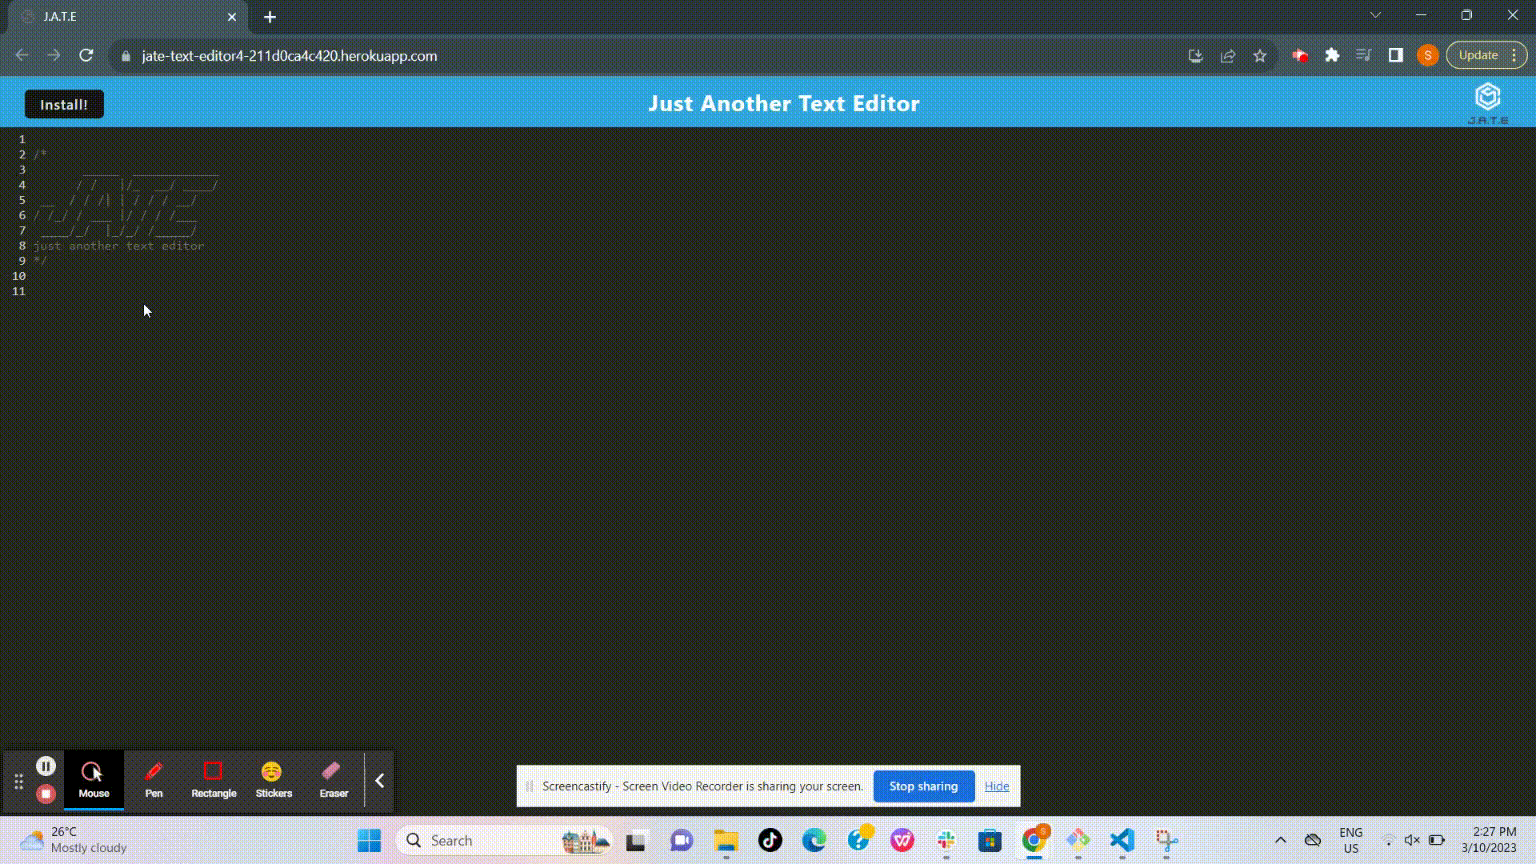 J.A.T.E
jate-text-editor4-211d0ca4c420.herokuapp.com
S
Update
Install!
Just Another Text Editor
J.A.T.E
1
2 /*
3
4
5
6
7
8 just another text editor
9 */
10
11
Mouse
Pen
Rectangle
Stickers
Eraser
Screencastify - Screen Video Recorder is sharing your screen.
Stop sharing
Hide
26°C
Mostly cloudy
Search
ENG
US
2:27 PM
3/10/2023